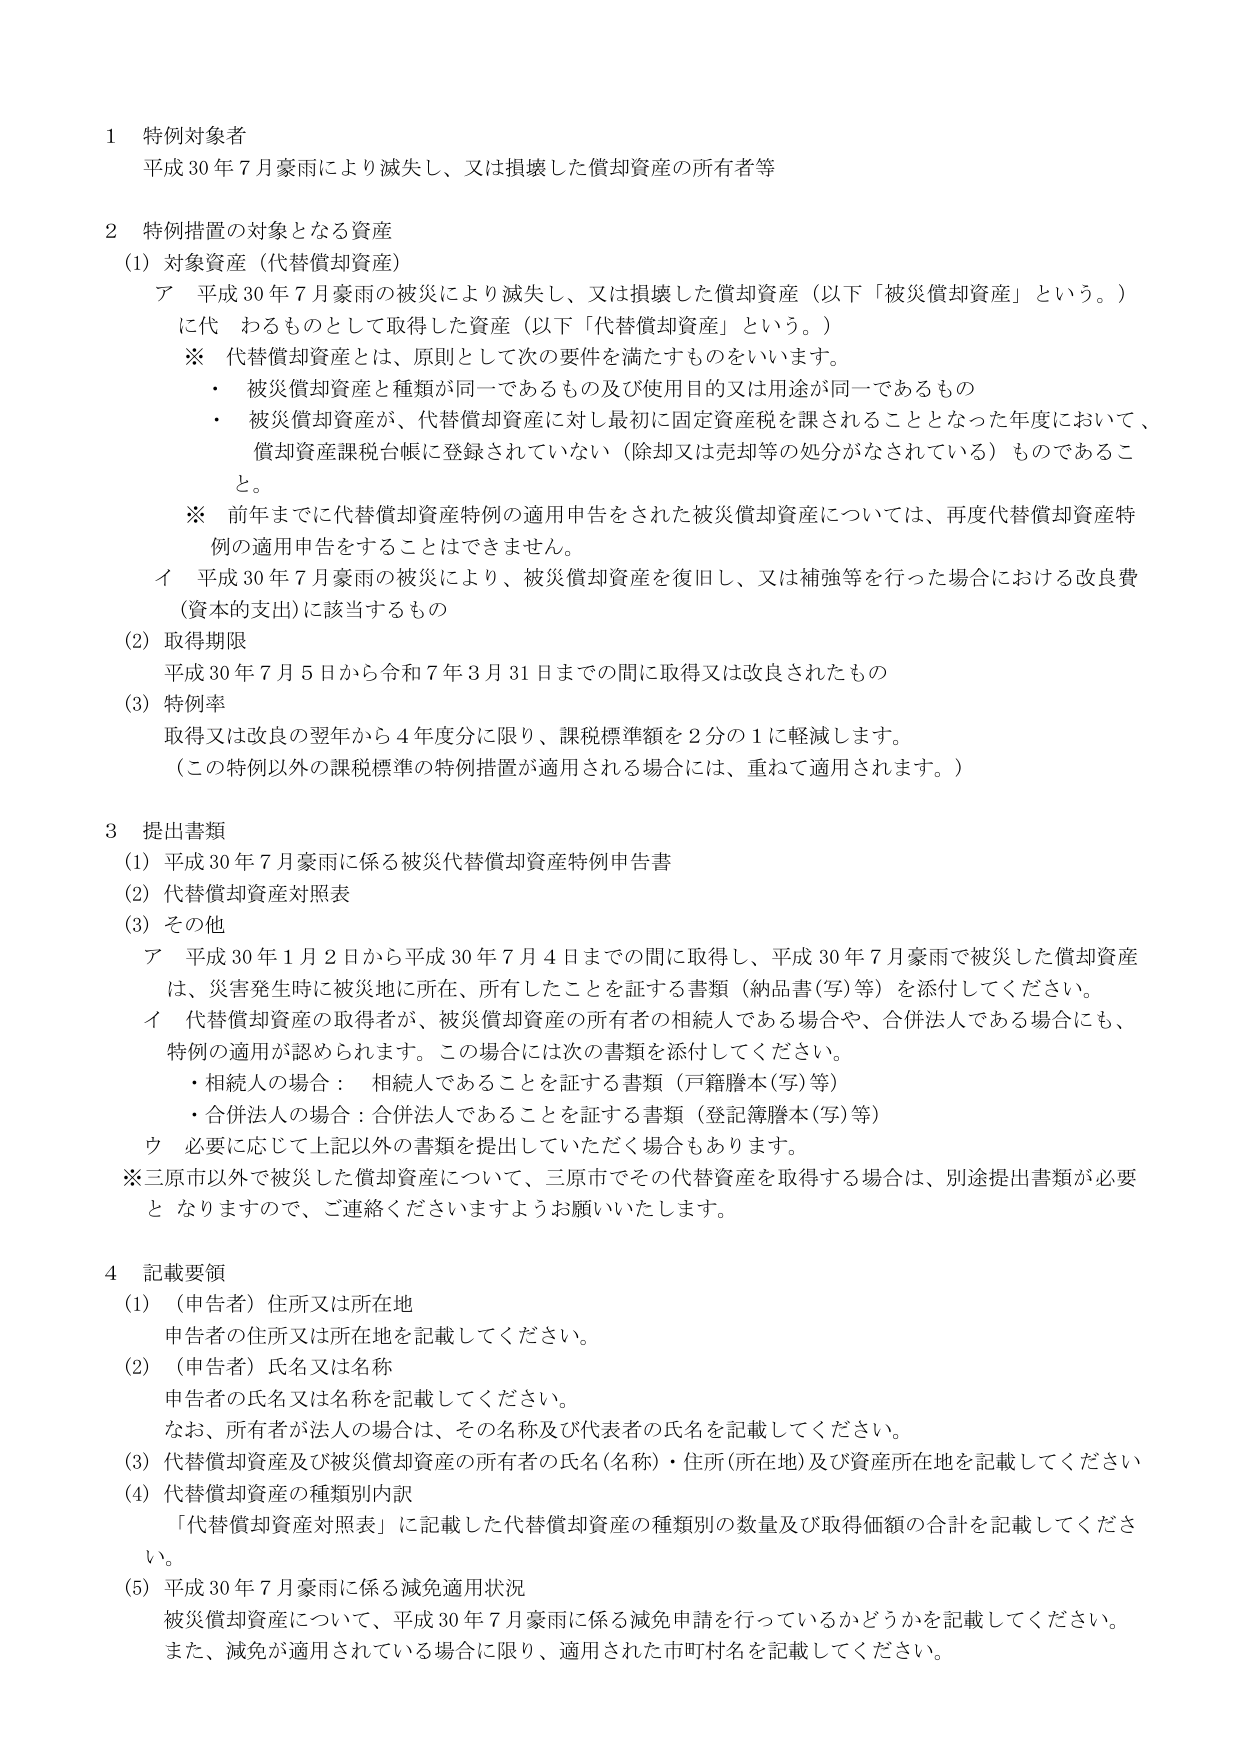 １　特例対象者
平成 30 年７月豪雨により滅失し、又は損壊した償却資産の所有者等
２　特例措置の対象となる資産
(1) 対象資産（代替償却資産）
ア　平成 30 年７月豪雨の被災により滅失し、又は損壊した償却資産（以下「被災償却資産」という。）
に代　わるものとして取得した資産（以下「代替償却資産」という。）
※　代替償却資産とは、原則として次の要件を満たすものをいいます。
・　被災償却資産と種類が同一であるもの及び使用目的又は用途が同一であるもの
・　被災償却資産が、代替償却資産に対し最初に固定資産税を課されることとなった年度において、
償却資産課税台帳に登録されていない（除却又は売却等の処分がなされている）ものであるこ
と。
※　前年までに代替償却資産特例の適用申告をされた被災償却資産については、再度代替償却資産特
例の適用申告をすることはできません。
イ　平成 30 年７月豪雨の被災により、被災償却資産を復旧し、又は補強等を行った場合における改良費
(資本的支出)に該当するもの
(2) 取得期限
平成 30 年７月５日から令和７年３月 31 日までの間に取得又は改良されたもの
(3) 特例率
取得又は改良の翌年から４年度分に限り、課税標準額を２分の１に軽減します。
（この特例以外の課税標準の特例措置が適用される場合には、重ねて適用されます。）
３　提出書類
(1) 平成 30 年７月豪雨に係る被災代替償却資産特例申告書
(2) 代替償却資産対照表
(3) その他
ア　平成 30 年１月２日から平成 30 年７月４日までの間に取得し、平成 30 年７月豪雨で被災した償却資産
は、災害発生時に被災地に所在、所有したことを証する書類（納品書(写)等）を添付してください。
イ　代替償却資産の取得者が、被災償却資産の所有者の相続人である場合や、合併法人である場合にも、
特例の適用が認められます。この場合には次の書類を添付してください。
・相続人の場合：　相続人であることを証する書類（戸籍謄本(写)等）
・合併法人の場合：合併法人であることを証する書類（登記簿謄本(写)等）
ウ　必要に応じて上記以外の書類を提出していただく場合もあります。
※三原市以外で被災した償却資産について、三原市でその代替資産を取得する場合は、別途提出書類が必要
と なりますので、ご連絡くださいますようお願いいたします。
４　記載要領
(1) （申告者）住所又は所在地
申告者の住所又は所在地を記載してください。
(2) （申告者）氏名又は名称
申告者の氏名又は名称を記載してください。
なお、所有者が法人の場合は、その名称及び代表者の氏名を記載してください。
(3) 代替償却資産及び被災償却資産の所有者の氏名(名称)・住所(所在地)及び資産所在地を記載してください
(4) 代替償却資産の種類別内訳
「代替償却資産対照表」に記載した代替償却資産の種類別の数量及び取得価額の合計を記載してくださ
い。
(5) 平成 30 年７月豪雨に係る減免適用状況
被災償却資産について、平成 30 年７月豪雨に係る減免申請を行っているかどうかを記載してください。
また、減免が適用されている場合に限り、適用された市町村名を記載してください。